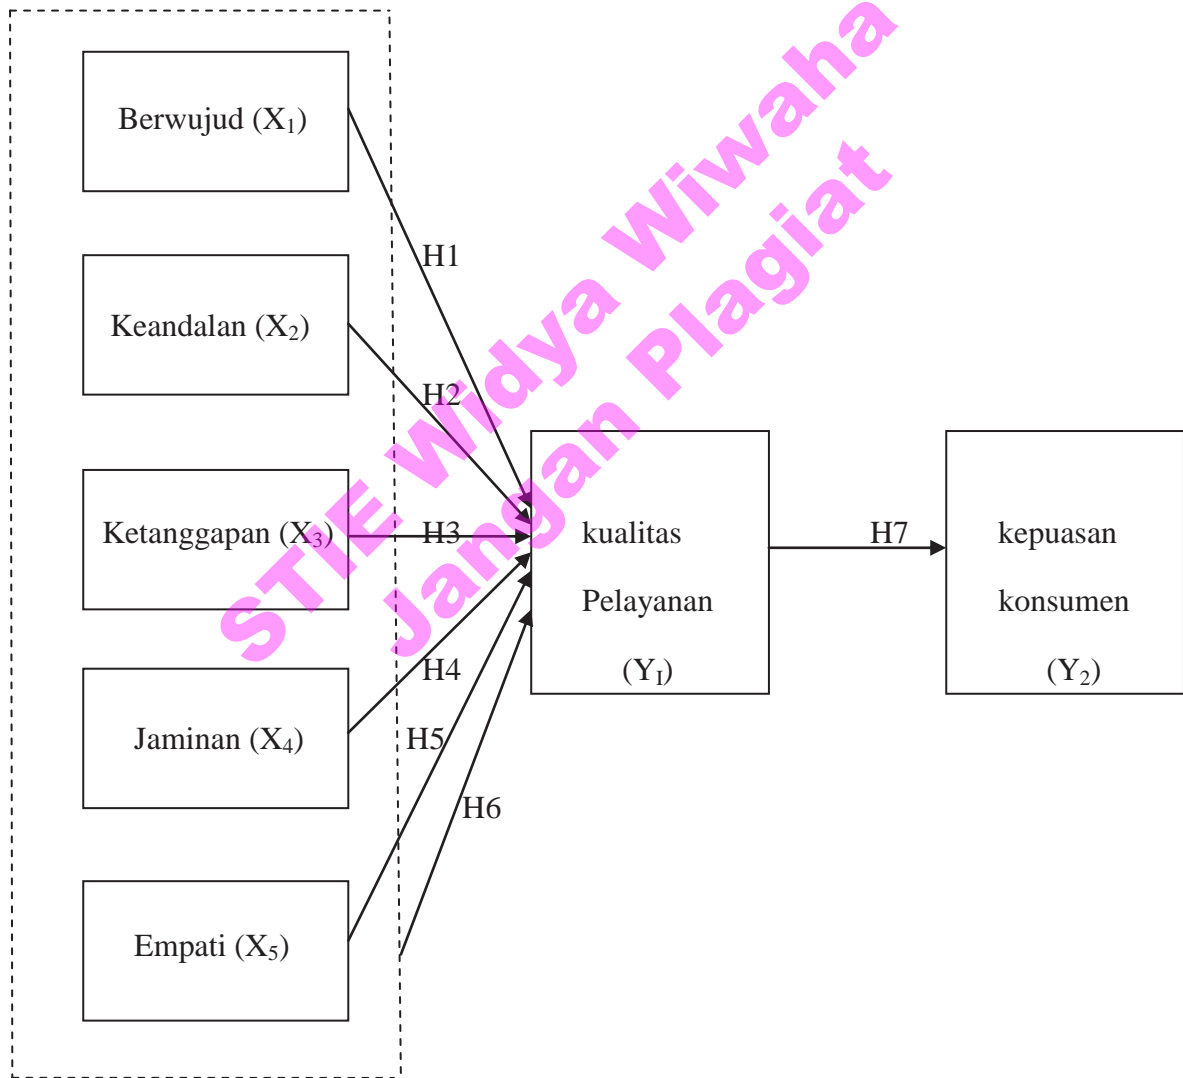 Berwujud (X₁)
H1
Keandalan (X₂)
H2
Ketanggapan (X₃)
H3
kualitas
Pelayanan
(Y_I)
H7
kepuasan
konsumen
(Y₂)
H4
Jaminan (X₄)
H5
H6
Empati (X₅)
STIE Widya Wiwaha
Jangan Plagiat